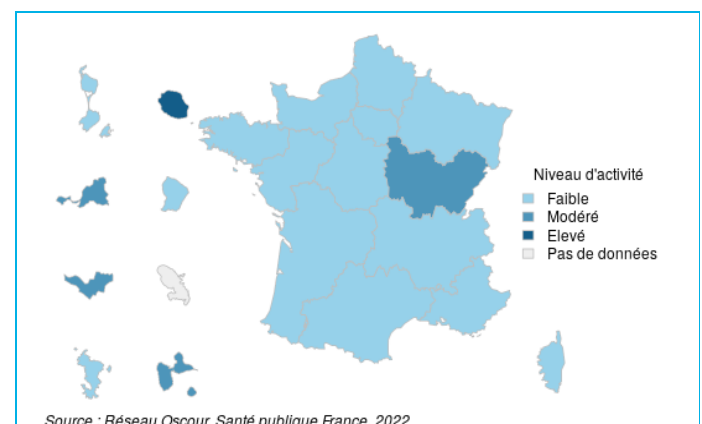 Niveau d'activité
Faible
Modéré
Elevé
Pas de données
Source : Réseau Oscour, Santé publique France, 2022